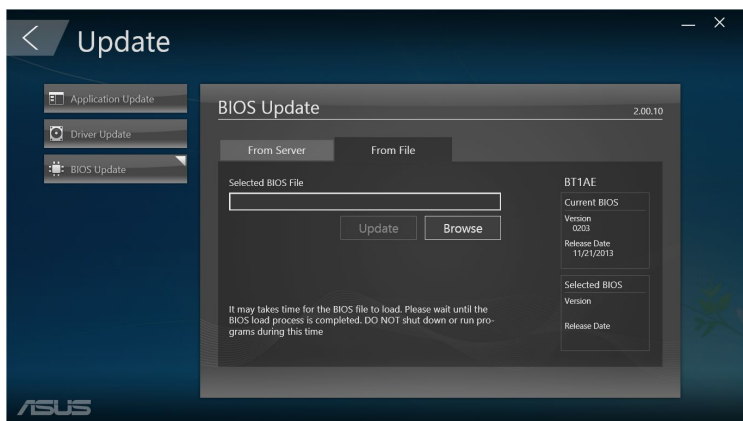 Update
Application Update
Driver Update
BIOS Update
BIOS Update
2.00.10
From Server
From File
Selected BIOS File
Update
Browse
It may takes time for the BIOS file to load. Please wait until the
BIOS load process is completed. DO NOT shut down or run pro-
grams during this time
BT1AE
Current BIOS
Version
0203
Release Date
11/21/2013
Selected BIOS
Version
Release Date
ASUS